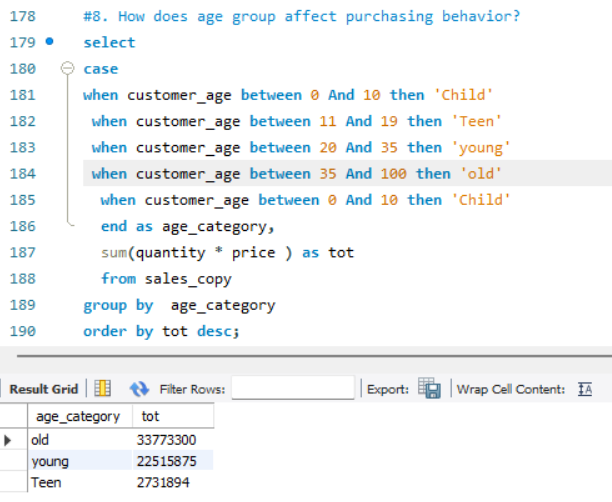 178 #8. How does age group affect purchasing behavior?
179 select
180 case
181 when customer_age between 0 And 10 then 'Child'
182 when customer_age between 11 And 19 then 'Teen'
183 when customer_age between 20 And 35 then 'young'
184 when customer_age between 35 And 100 then 'old'
185 when customer_age between 0 And 10 then 'Child'
186 end as age_category,
187 sum(quantity * price ) as tot
188 from sales_copy
189 group by age_category
190 order by tot desc;
Result Grid Filter Rows: Export: Wrap Cell Content: IA
age_category tot
old 33773300
young 22515875
Teen 2731894